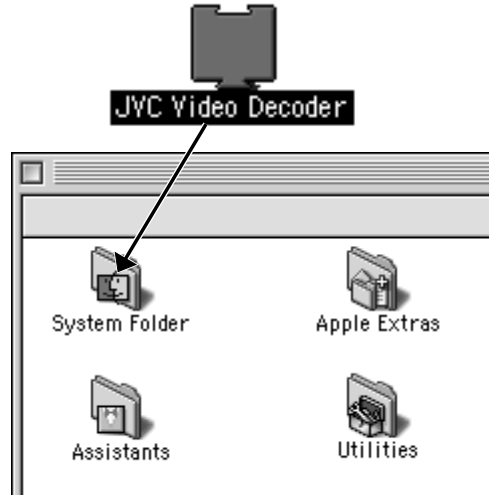 JVC Video Decoder
System Folder
Apple Extras
Assistants
Utilities